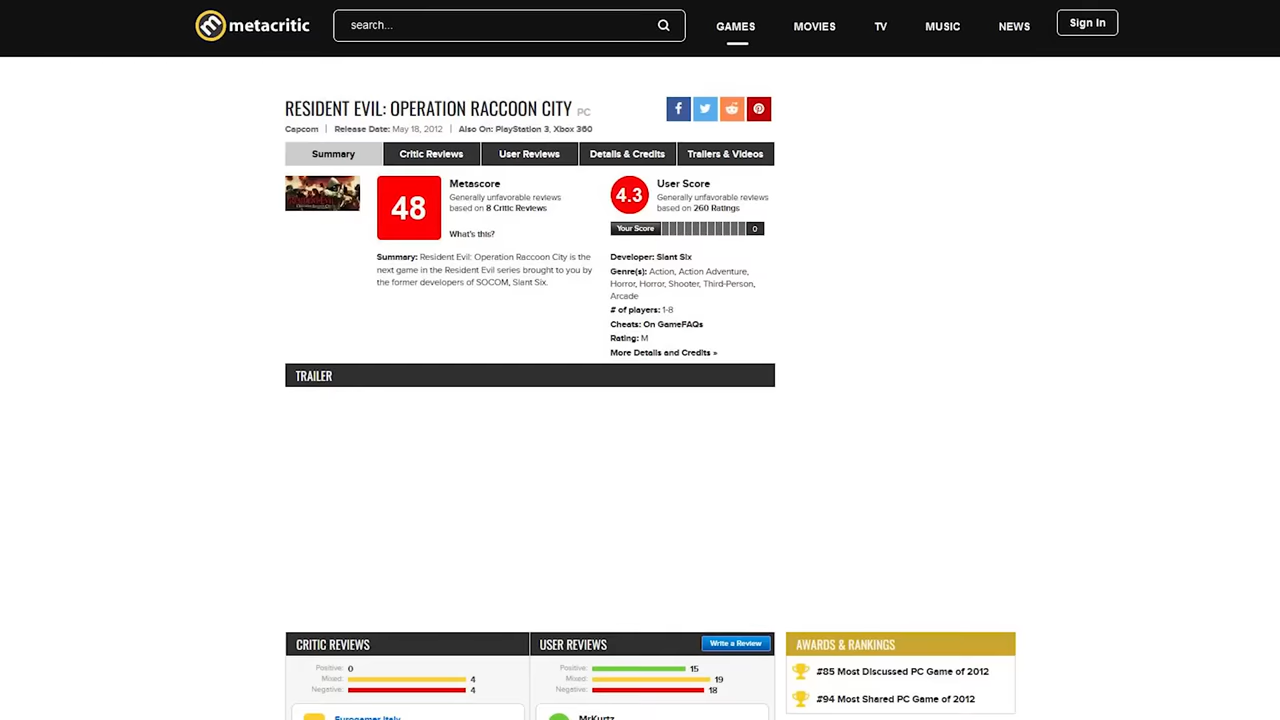 metacritic
search...
GAMES
MOVIES
TV
MUSIC
NEWS
Sign In
RESIDENT EVIL: OPERATION RACCOON CITY PC
Capcom | Release Date: May 18, 2012 | Also On: PlayStation 3, Xbox 360
Summary
Critic Reviews
User Reviews
Details & Credits
Trailers & Videos
48
Metascore
Generally unfavorable reviews
based on 8 Critic Reviews
What's this?
Summary: Resident Evil: Operation Raccoon City is the
next game in the Resident Evil series brought to you by
the former developers of SOCOM, Slant Six.
4.3
User Score
Generally unfavorable reviews
based on 260 Ratings
Your Score
0
Developer: Slant Six
Genre(s): Action, Action Adventure,
Horror, Horror, Shooter, Third-Person,
Arcade
# of players: 1-8
Cheats: On GameFAQs
Rating: M
More Details and Credits »
TRAILER
CRITIC REVIEWS
Positive: 0
Mixed: 4
Negative: 4
Eurogamer Italy
USER REVIEWS
Write a Review
Positive: 15
Mixed: 19
Negative: 18
MrKurtz
AWARDS & RANKINGS
#85 Most Discussed PC Game of 2012
#94 Most Shared PC Game of 2012